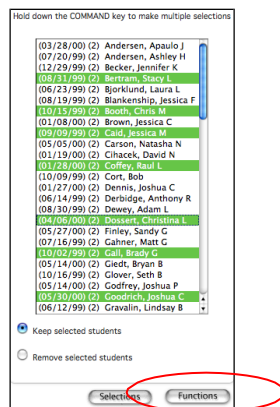 Hold down the COMMAND key to make multiple selections
(03/28/00) (2) Andersen, Apaulo J
(07/20/99) (2) Andersen, Ashley H
(12/29/99) (2) Becker, Jennifer K
(08/31/99) (2) Bertram, Stacy L
(06/23/99) (2) Bjorklund, Laura L
(08/19/99) (2) Blankenship, Jessica F
(10/15/99) (2) Booth, Chris M
(01/08/00) (2) Brown, Jessica C
(09/09/99) (2) Caid, Jessica M
(05/05/00) (2) Carson, Natasha N
(01/19/00) (2) Cihacek, David N
(01/28/00) (2) Coffey, Raul L
(10/09/99) (2) Cort, Bob
(01/27/00) (2) Dennis, Joshua C
(06/14/99) (2) Derbidge, Anthony R
(08/30/99) (2) Dewey, Adam L
(04/06/00) (2) Dossert, Christina L
(05/27/00) (2) Finley, Sandy G
(07/16/99) (2) Gahner, Matt G
(10/02/99) (2) Gall, Brady G
(05/14/00) (2) Giedt, Bryan B
(10/16/99) (2) Glover, Seth B
(05/14/00) (2) Godfrey, Joshua P
(05/30/00) (2) Goodrich, Joshua C
(06/12/99) (2) Gravalin, Lindsay B
Keep selected students
Remove selected students
Selections
Functions